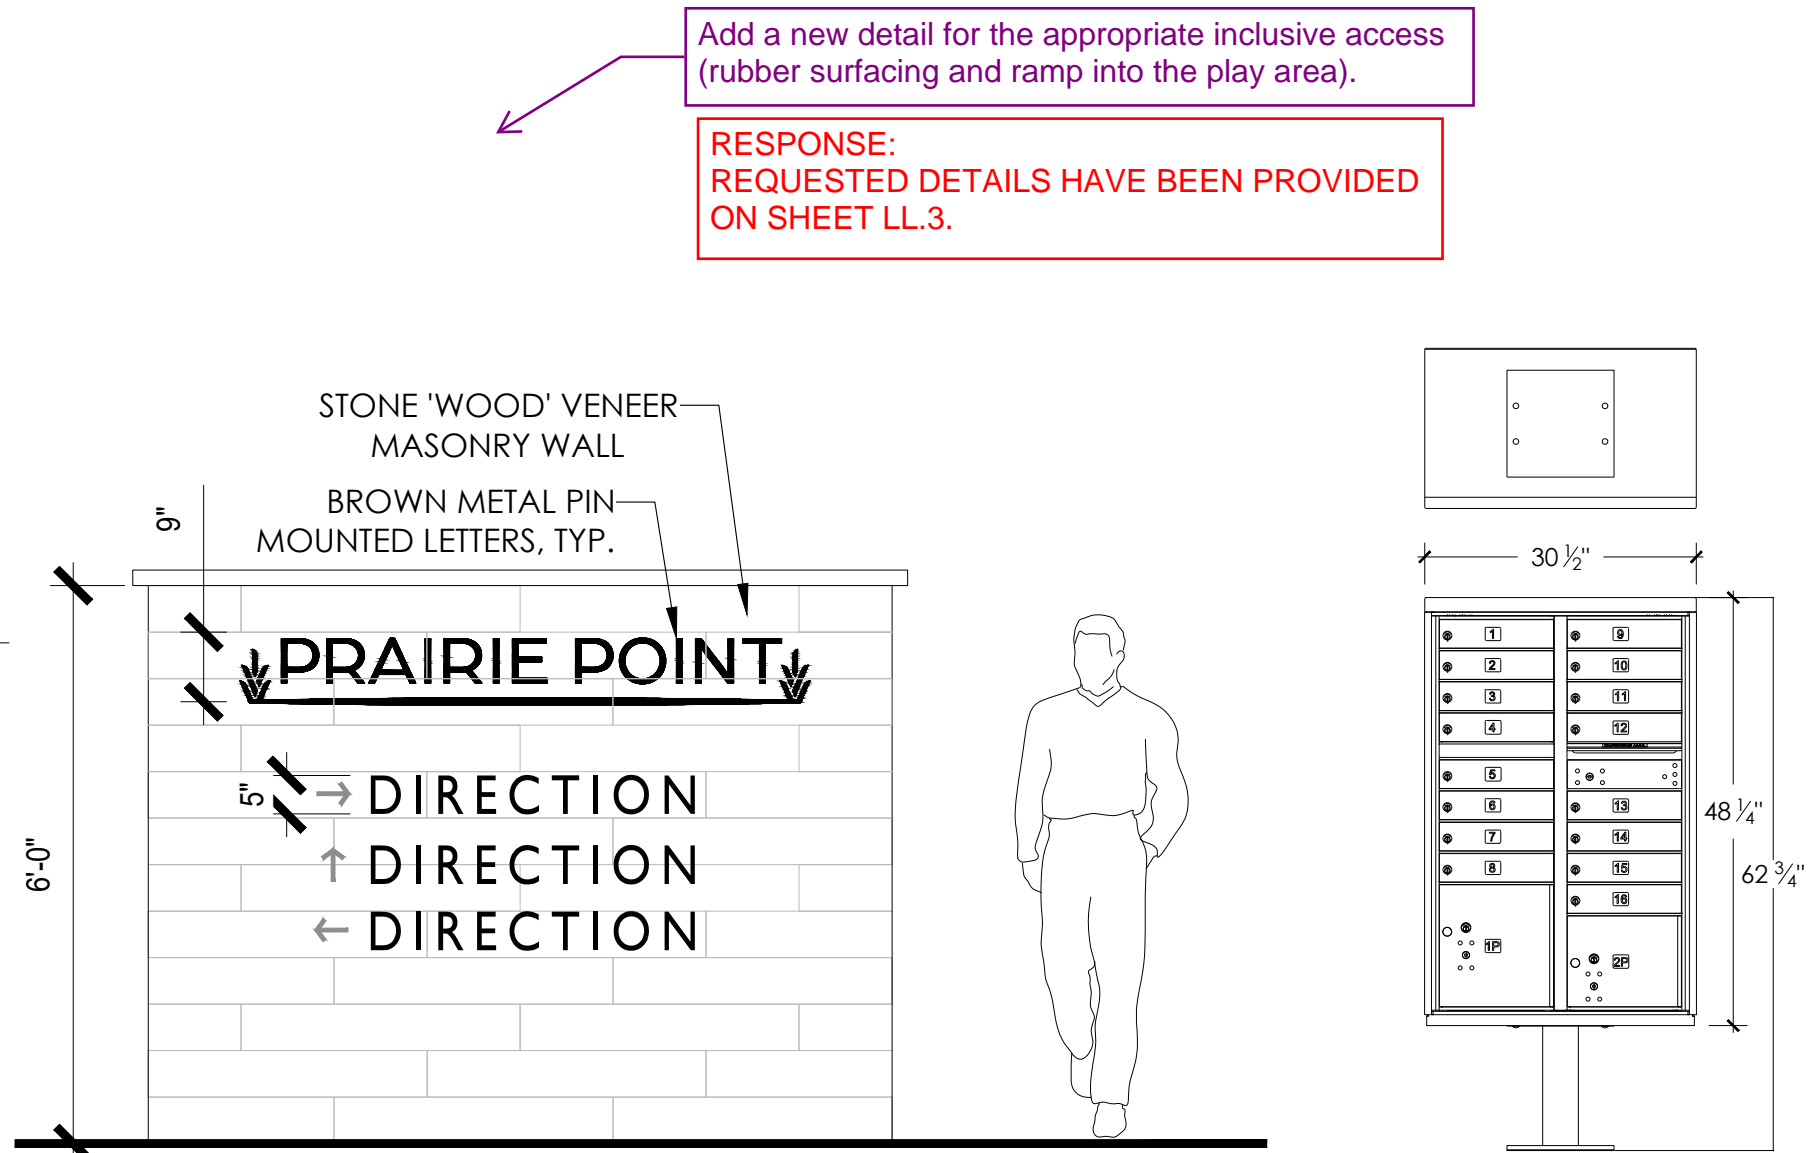 Add a new detail for the appropriate inclusive access
(rubber surfacing and ramp into the play area).
RESPONSE:
REQUESTED DETAILS HAVE BEEN PROVIDED
ON SHEET LL.3.
STONE 'WOOD' VENEER
MASONRY WALL
BROWN METAL PIN
MOUNTED LETTERS, TYP.
9"
PRAIRIE POINT
5"
→ DIRECTION
↑ DIRECTION
← DIRECTION
6'-0"
30 ½"
1 9
2 10
3 11
4 12
5
6 13
7 14
8 15
16
1P 2P
48 ¼"
62 ¾"